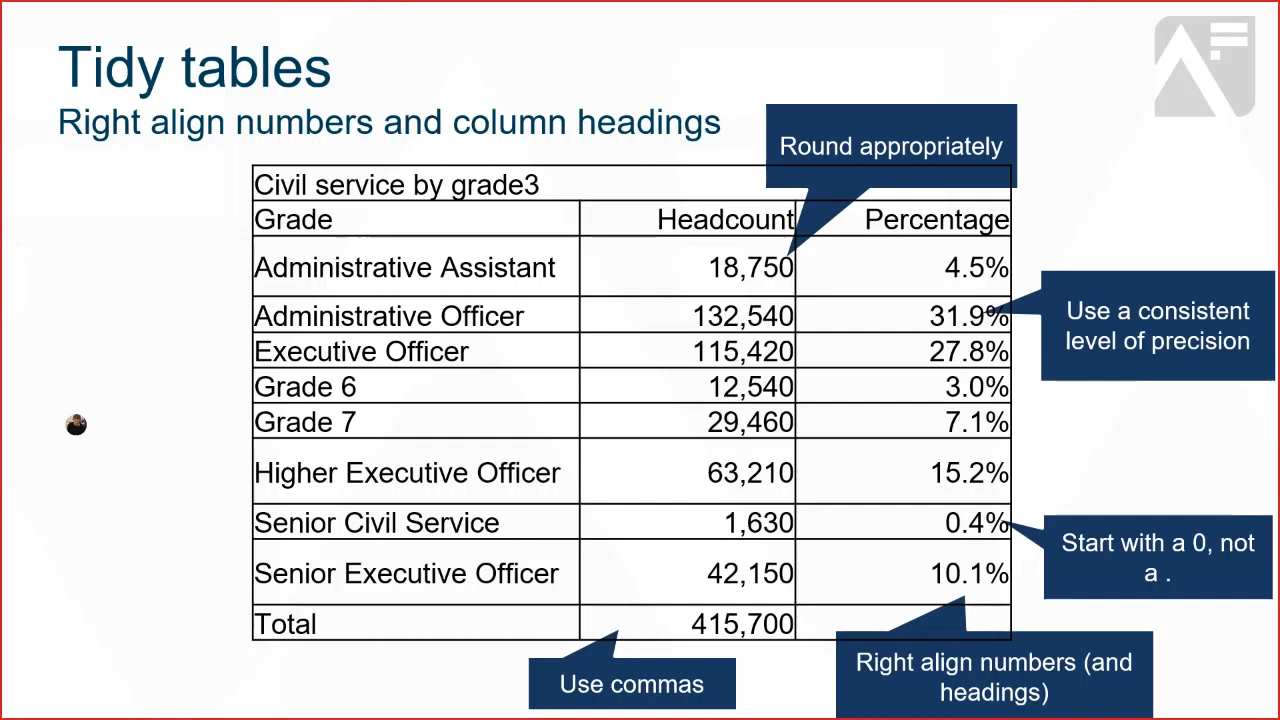 Tidy tables
Right align numbers and column headings
Round appropriately
Civil service by grade3
Grade Headcount Percentage
Administrative Assistant 18,750 4.5%
Administrative Officer 132,540 31.9%
Executive Officer 115,420 27.8%
Grade 6 12,540 3.0%
Grade 7 29,460 7.1%
Higher Executive Officer 63,210 15.2%
Senior Civil Service 1,630 0.4%
Senior Executive Officer 42,150 10.1%
Total 415,700
Use a consistent
level of precision
Start with a 0, not
a .
Right align numbers (and
headings)
Use commas